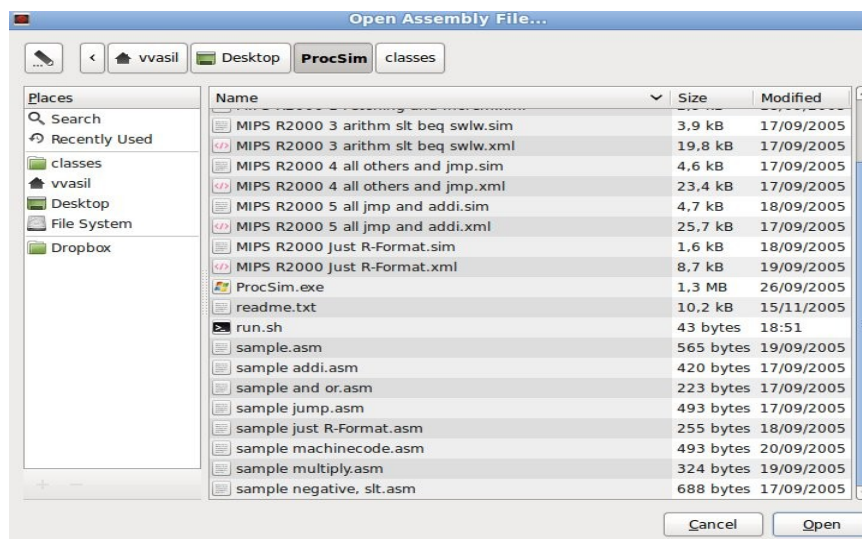 Open Assembly File...
vvasil Desktop ProcSim classes
Places
Search
Recently Used
classes
vvasil
Desktop
File System
Dropbox
Name Size Modified
MIPS R2000 3 arithm slt beq swlw.sim 3,9 kB 17/09/2005
MIPS R2000 3 arithm slt beq swlw.xml 19,8 kB 17/09/2005
MIPS R2000 4 all others and jmp.sim 4,6 kB 17/09/2005
MIPS R2000 4 all others and jmp.xml 23,4 kB 17/09/2005
MIPS R2000 5 all jmp and addi.sim 4,7 kB 18/09/2005
MIPS R2000 5 all jmp and addi.xml 25,7 kB 17/09/2005
MIPS R2000 Just R-Format.sim 1,6 kB 18/09/2005
MIPS R2000 Just R-Format.xml 8,7 kB 19/09/2005
ProcSim.exe 1,3 MB 26/09/2005
readme.txt 10,2 kB 15/11/2005
run.sh 43 bytes 18:51
sample.asm 565 bytes 19/09/2005
sample addi.asm 420 bytes 17/09/2005
sample and or.asm 223 bytes 17/09/2005
sample jump.asm 493 bytes 17/09/2005
sample just R-Format.asm 255 bytes 18/09/2005
sample machinecode.asm 493 bytes 20/09/2005
sample multiply.asm 324 bytes 19/09/2005
sample negative, slt.asm 688 bytes 17/09/2005
Cancel Open